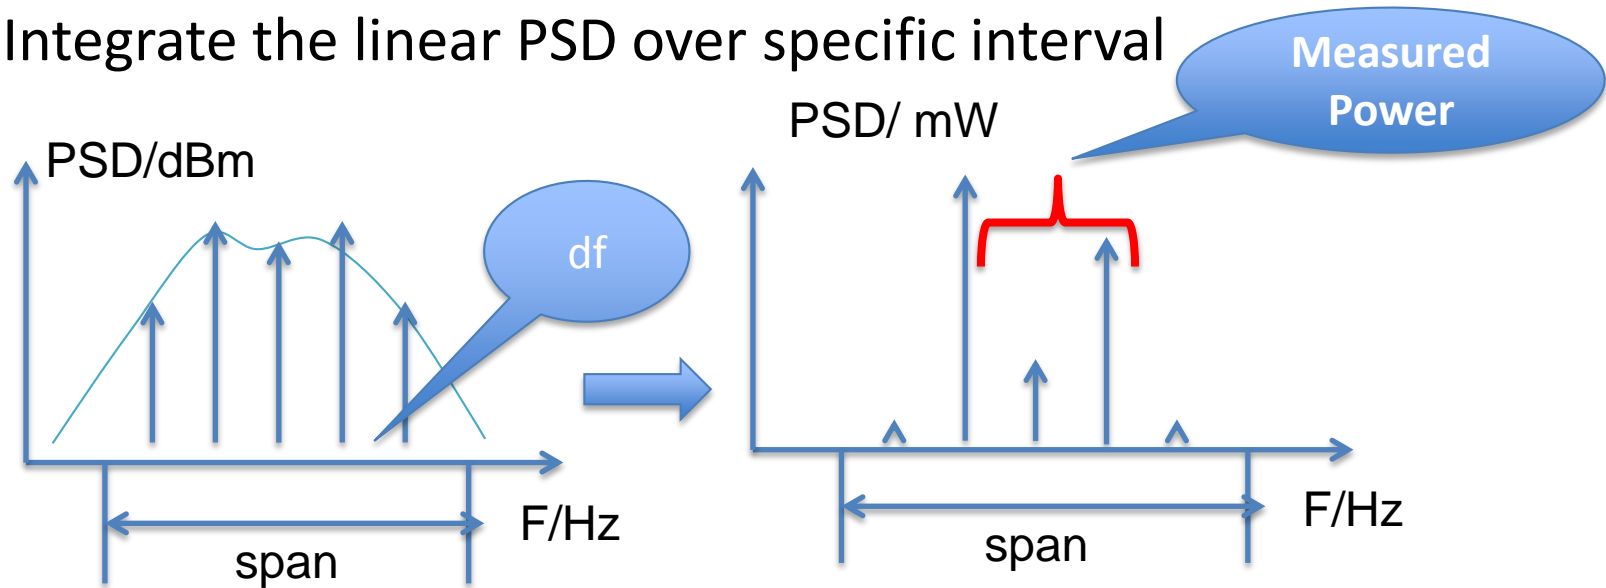 Integrate the linear PSD over specific interval
Measured
Power
PSD/ mW
PSD/dBm
df
F/Hz
span
F/Hz
span